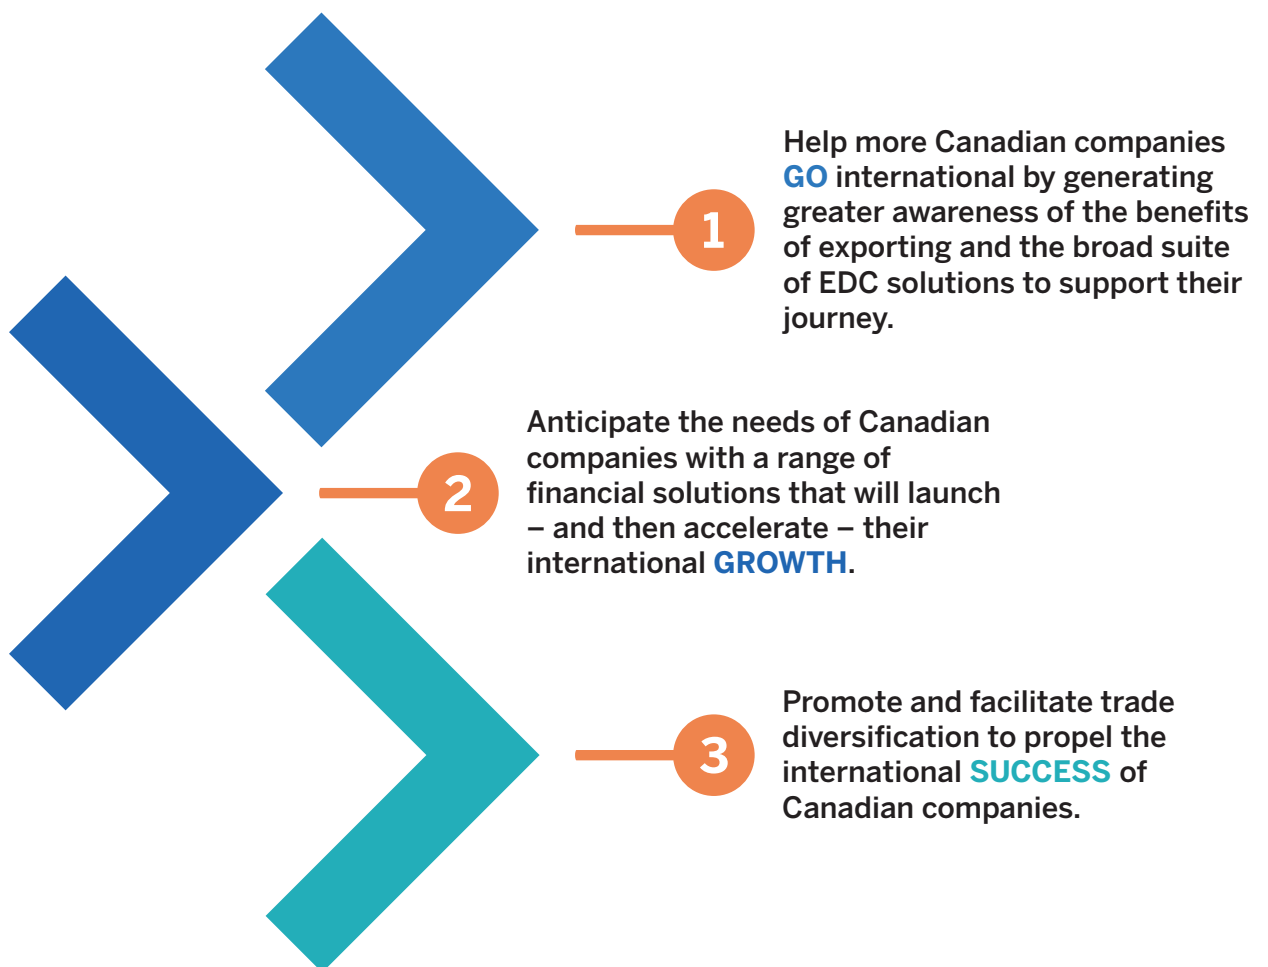 1
Help more Canadian companies
GO international by generating
greater awareness of the benefits
of exporting and the broad suite
of EDC solutions to support their
journey.
2
Anticipate the needs of Canadian
companies with a range of
financial solutions that will launch
– and then accelerate – their
international GROWTH.
3
Promote and facilitate trade
diversification to propel the
international SUCCESS of
Canadian companies.